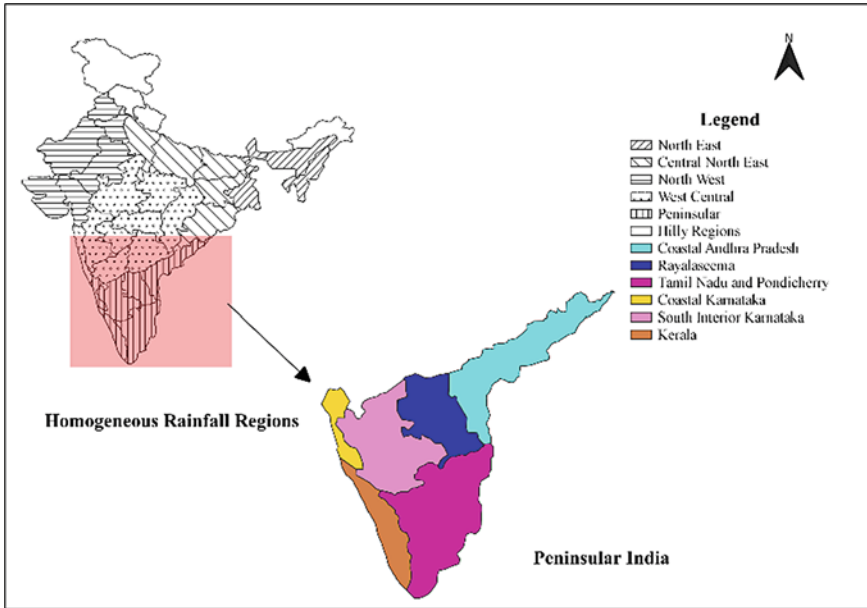 N
Legend
North East
Central North East
North West
West Central
Peninsular
Hilly Regions
Coastal Andhra Pradesh
Rayalaseema
Tamil Nadu and Pondicherry
Coastal Karnataka
South Interior Karnataka
Kerala
Homogeneous Rainfall Regions
Peninsular India